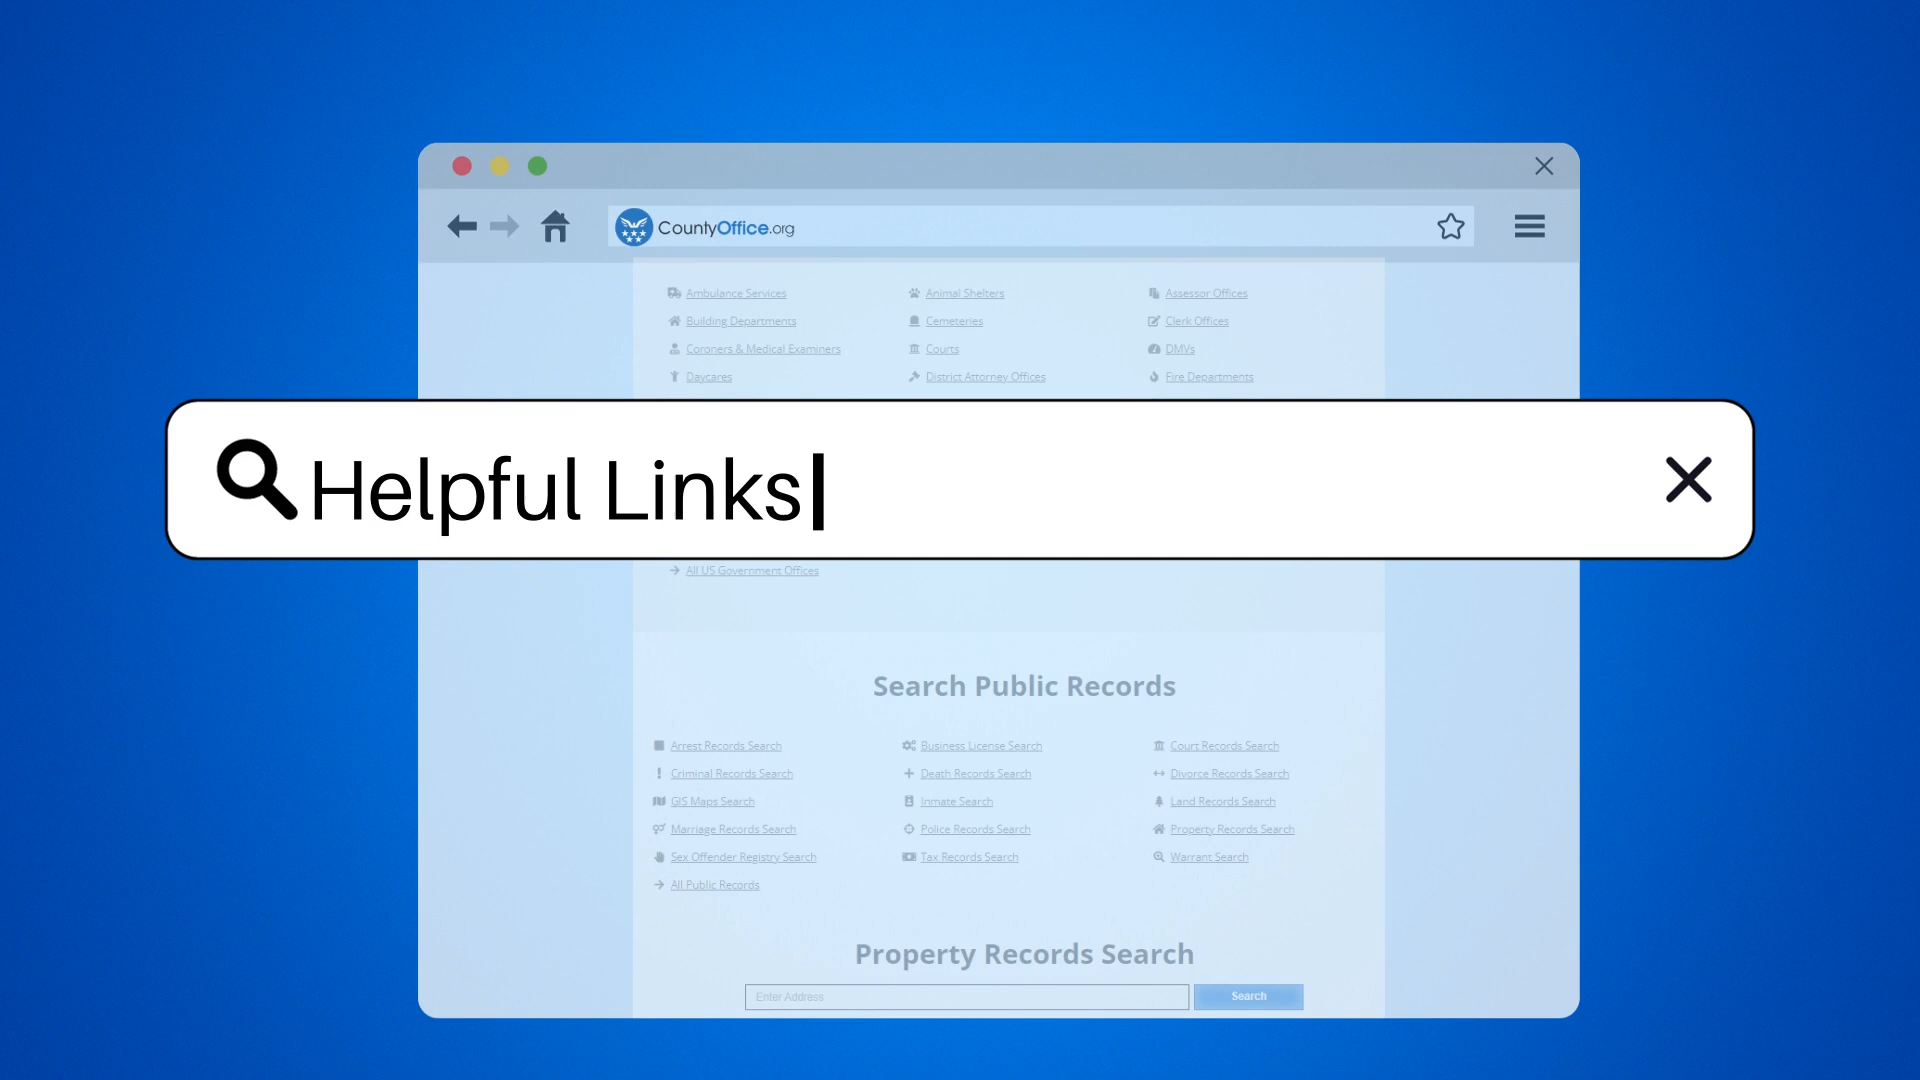 CountyOffice.org
Ambulance Services Animal Shelters Assessor Offices
Building Departments Cemeteries Clerk Offices
Coroners & Medical Examiners Courts DMVs
Daycares District Attorney Offices Fire Departments
Helpful Links
All US Government Offices
Search Public Records
Arrest Records Search Business License Search Court Records Search
Criminal Records Search Death Records Search Divorce Records Search
GIS Maps Search Inmate Search Land Records Search
Marriage Records Search Police Records Search Property Records Search
Sex Offender Registry Search Tax Records Search Warrant Search
All Public Records
Property Records Search
Enter Address Search